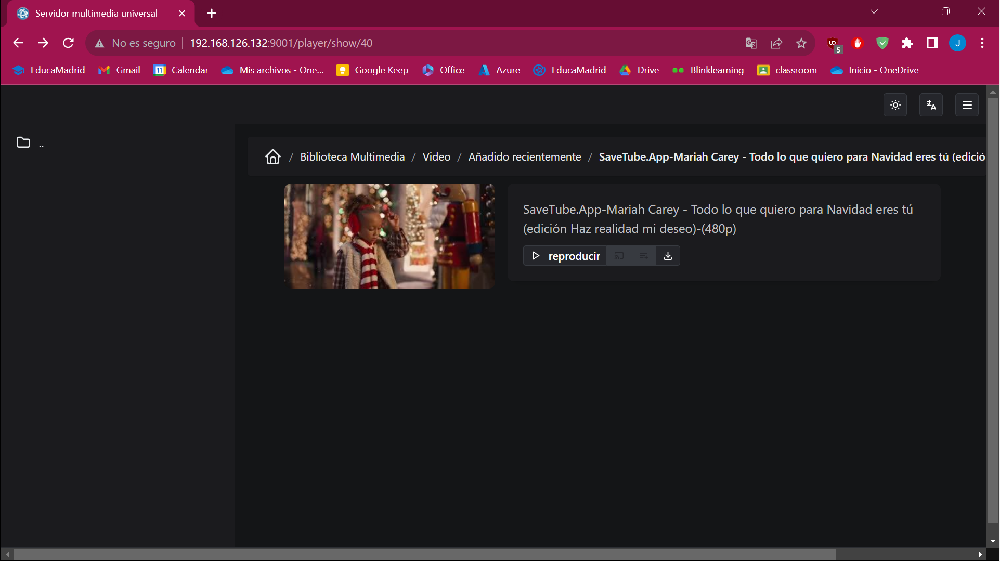 Servidor multimedia universal
No es seguro 192.168.126.132:9001/player/show/40
5
J
EducaMadrid Gmail 11 Calendar Mis archivos - One... Google Keep Office Azure EducaMadrid Drive Blinklearning classroom Inicio - OneDrive
..
/ Biblioteca Multimedia / Video / Añadido recientemente / SaveTube.App-Mariah Carey - Todo lo que quiero para Navidad eres tú (edición
SaveTube.App-Mariah Carey - Todo lo que quiero para Navidad eres tú
(edición Haz realidad mi deseo)-(480p)
reproducir